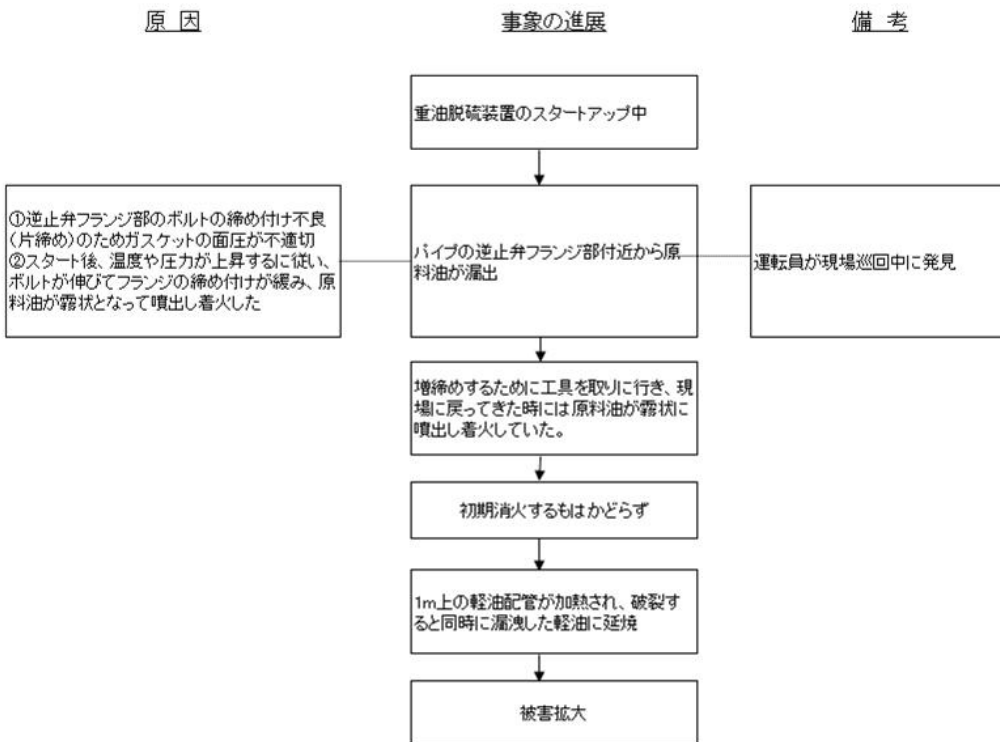 原 因
事象の進展
備 考
重油脱硫装置のスタートアップ中
①逆止弁フランジ部のボルトの締め付け不良
(片締め)のためガスケットの面圧が不適切
②スタート後、温度や圧力が上昇するに従い、
ボルトが伸びてフランジの締め付けが緩み、原
料油が霧状となって噴出し着火した
パイプの逆止弁フランジ部付近から原
料油が漏出
運転員が現場巡回中に発見
増締めするために工具を取りに行き、現
場に戻ってきた時には原料油が霧状に
噴出し着火していた。
初期消火するもはかどらず
1m上の軽油配管が加熱され、破裂す
ると同時に漏洩した軽油に延焼
被害拡大